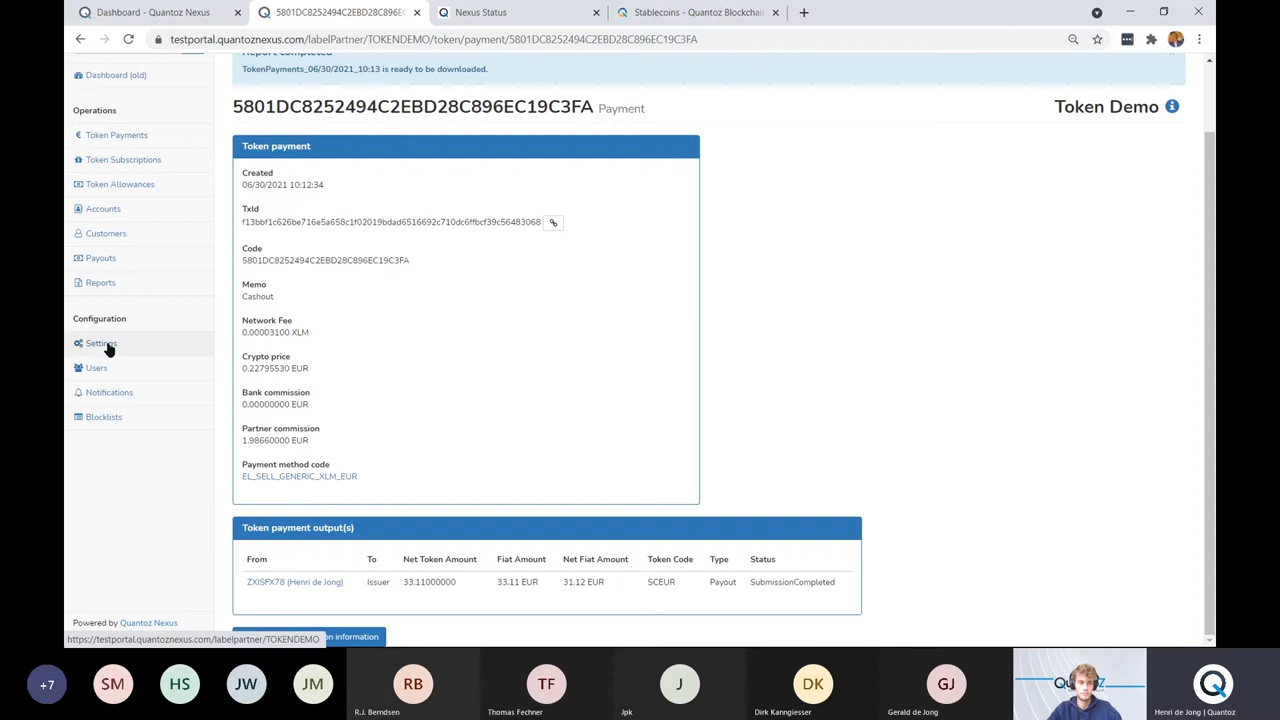 Dashboard - Quantoz Nexus
5801DC8252494C2EBD28C896EC
Nexus Status
Stablecoins - Quantoz Blockchain
testportal.quantoznexus.com/labelPartner/TOKENDEMO/token/payment/5801DC8252494C2EBD28C896EC19C3FA
Dashboard (old)
Operations
Token Payments
Token Subscriptions
Token Allowances
Accounts
Customers
Payouts
Reports
Configuration
Settings
Users
Notifications
Blocklists
Powered by Quantoz Nexus
https://testportal.quantoznexus.com/labelpartner/TOKENDEMO
Report completed
TokenPayments_06/30/2021_10:13 is ready to be downloaded.
5801DC8252494C2EBD28C896EC19C3FA Payment
Token Demo
Token payment
Created
06/30/2021 10:12:34
TxId
f13bbf1c626be716e5a658c1f02019bdad6516692c710dc6ffbcf39c56483068
Code
5801DC8252494C2EBD28C896EC19C3FA
Memo
Cashout
Network Fee
0.00003100 XLM
Crypto price
0.22795530 EUR
Bank commission
0.00000000 EUR
Partner commission
1.98660000 EUR
Payment method code
EL_SELL_GENERIC_XLM_EUR
Token payment output(s)
From To Net Token Amount Fiat Amount Net Fiat Amount Token Code Type Status
ZXISFX78 (Henri de Jong) Issuer 33.11000000 33.11 EUR 31.12 EUR SCEUR Payout SubmissionCompleted
information
+7
SM
HS
JW
JM
RB
R.J. Berndsen
TF
Thomas Fechner
J
Jpk
DK
Dirk Kanngiesser
GJ
Gerald de Jong
Henri de Jong | Quantoz